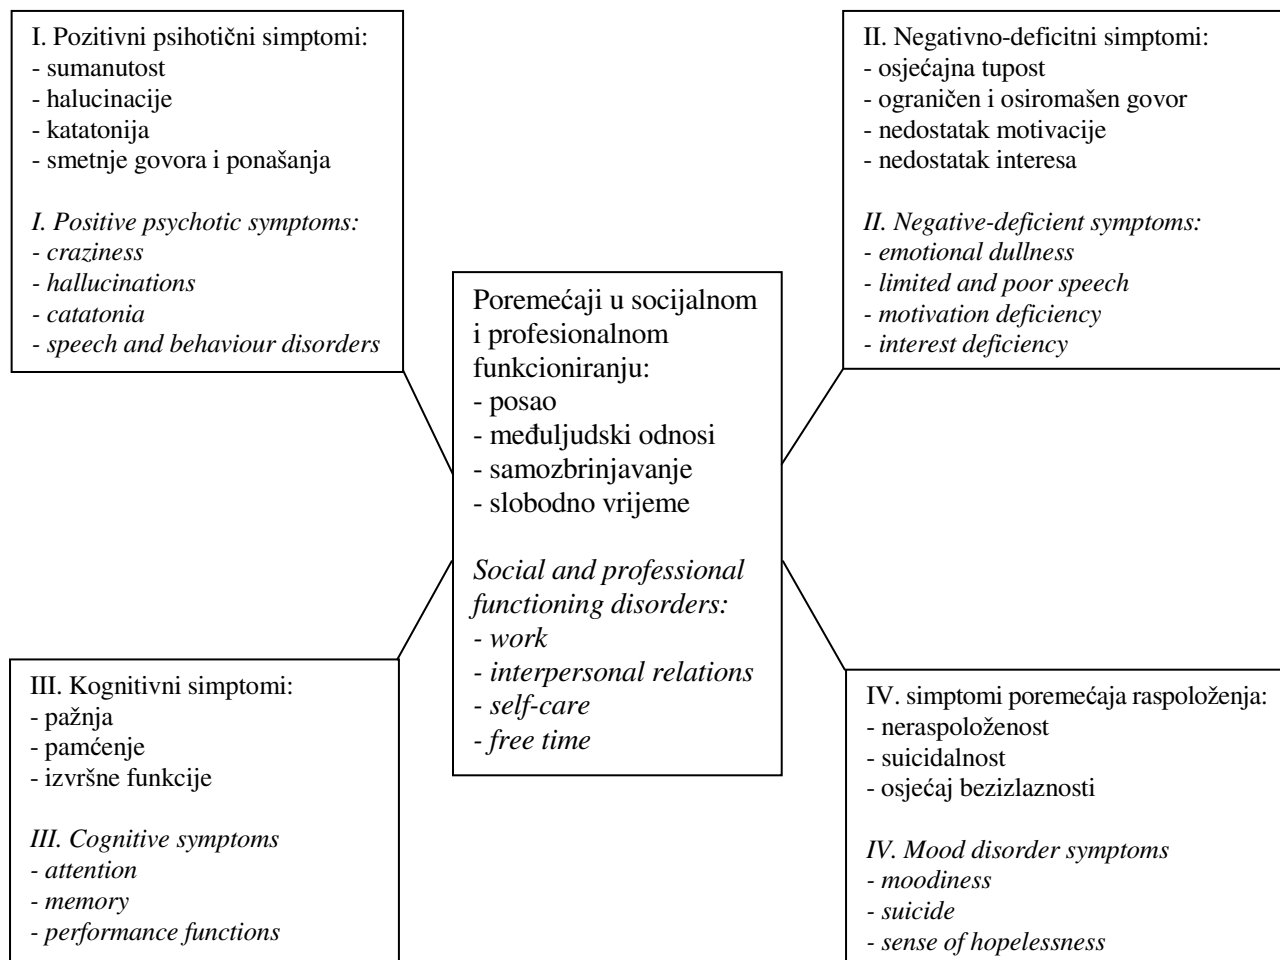 I. Pozitivni psihotični simptomi:
- sumanutost
- halucinacije
- katatonija
- smetnje govora i ponašanja
I. Positive psychotic symptoms:
- craziness
- hallucinations
- catatonia
- speech and behaviour disorders
II. Negativno-deficitni simptomi:
- osjećajna tupost
- ograničen i osiromašen govor
- nedostatak motivacije
- nedostatak interesa
II. Negative-deficient symptoms:
- emotional dullness
- limited and poor speech
- motivation deficiency
- interest deficiency
Poremećaji u socijalnom
i profesionalnom
funkcioniranju:
- posao
- međuljudski odnosi
- samozbrinjavanje
- slobodno vrijeme
Social and professional
functioning disorders:
- work
- interpersonal relations
- self-care
- free time
III. Kognitivni simptomi:
- pažnja
- pamćenje
- izvršne funkcije
III. Cognitive symptoms
- attention
- memory
- performance functions
IV. simptomi poremećaja raspoloženja:
- neraspoloženost
- suicidalnost
- osjećaj bezizlaznosti
IV. Mood disorder symptoms
- moodiness
- suicide
- sense of hopelessness